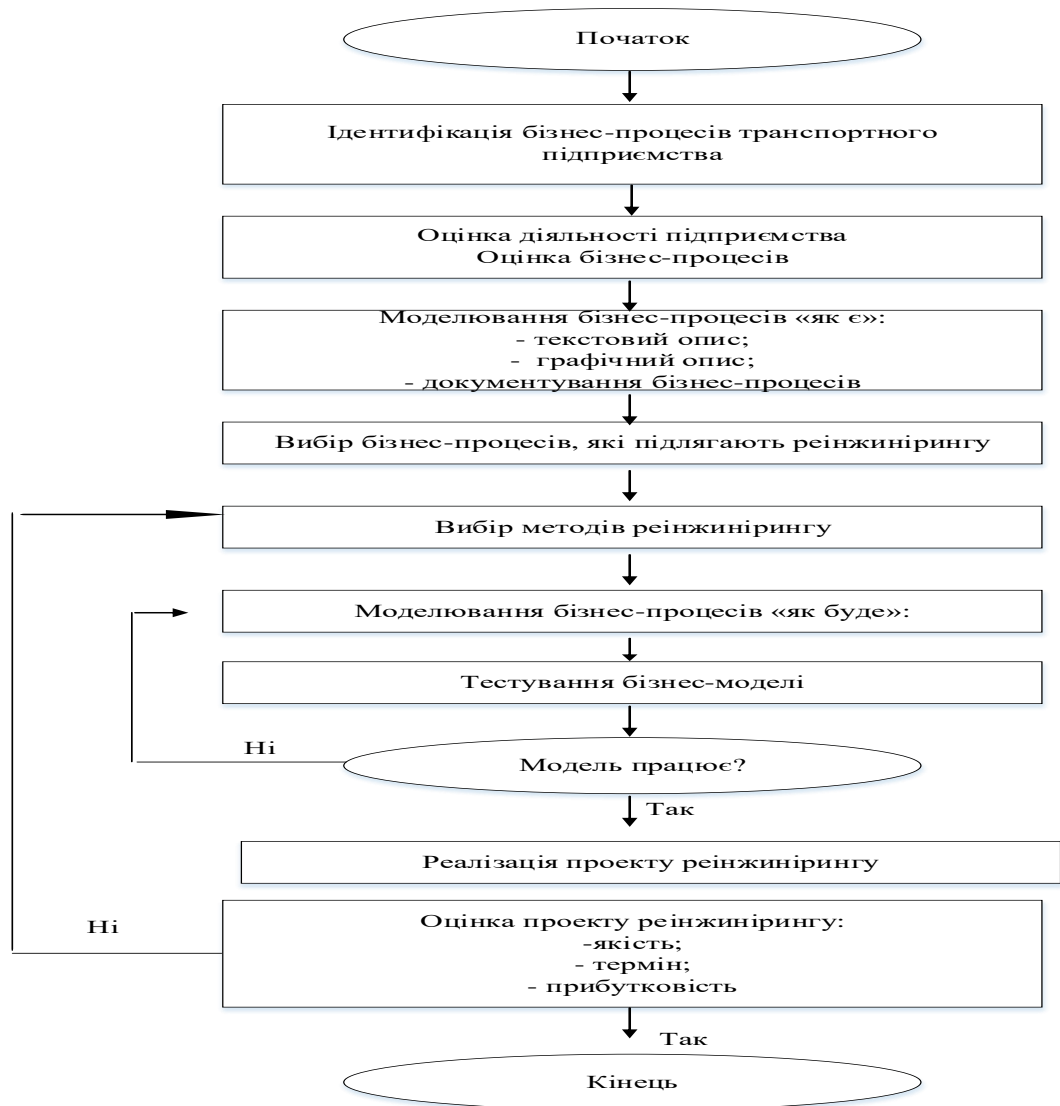 Початок
Ідентифікація бізнес-процесів транспортного
підприємства
Оцінка діяльності підприємства
Оцінка бізнес-процесів
Моделювання бізнес-процесів «як є»:
- текстовий опис;
- графічний опис;
- документування бізнес-процесів
Вибір бізнес-процесів, які підлягають реінжинірингу
Вибір методів реінжинірингу
Моделювання бізнес-процесів «як буде»:
Тестування бізнес-моделі
Ні
Модель працює?
Так
Реалізація проекту реінжинірингу
Ні
Оцінка проекту реінжинірингу:
-якість;
- термін;
- прибутковість
Так
Кінець